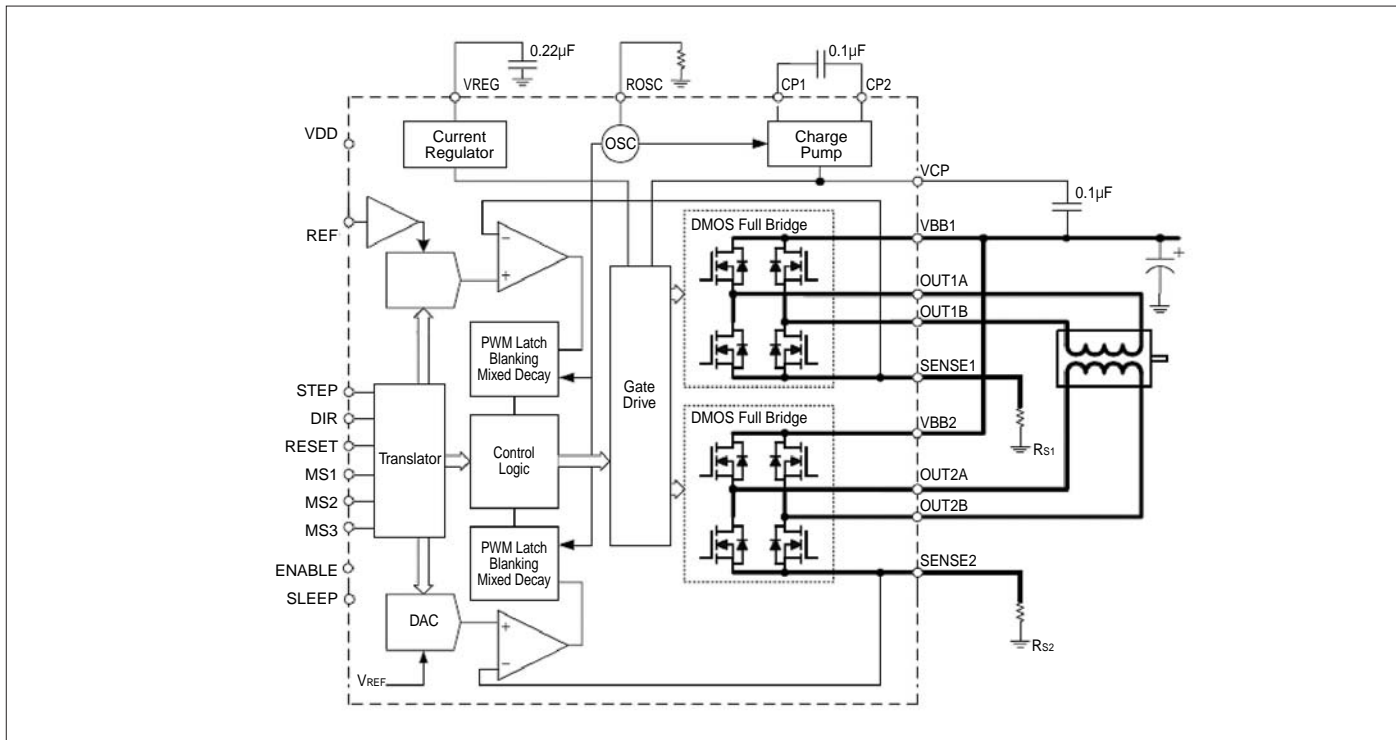 0.22µF
0.1µF
VREG
ROSC
CP1
CP2
VDD
Current
Regulator
OSC
Charge
Pump
VCP
0.1µF
REF
DMOS Full Bridge
VBB1
−
+
+
OUT1A
OUT1B
PWM Latch
Blanking
Mixed Decay
SENSE1
STEP
DIR
RESET
MS1
MS2
MS3
Translator
Control
Logic
Gate
Drive
DMOS Full Bridge
VBB2
RS1
OUT2A
OUT2B
PWM Latch
Blanking
Mixed Decay
SENSE2
ENABLE
SLEEP
DAC
+
−
RS2
VREF